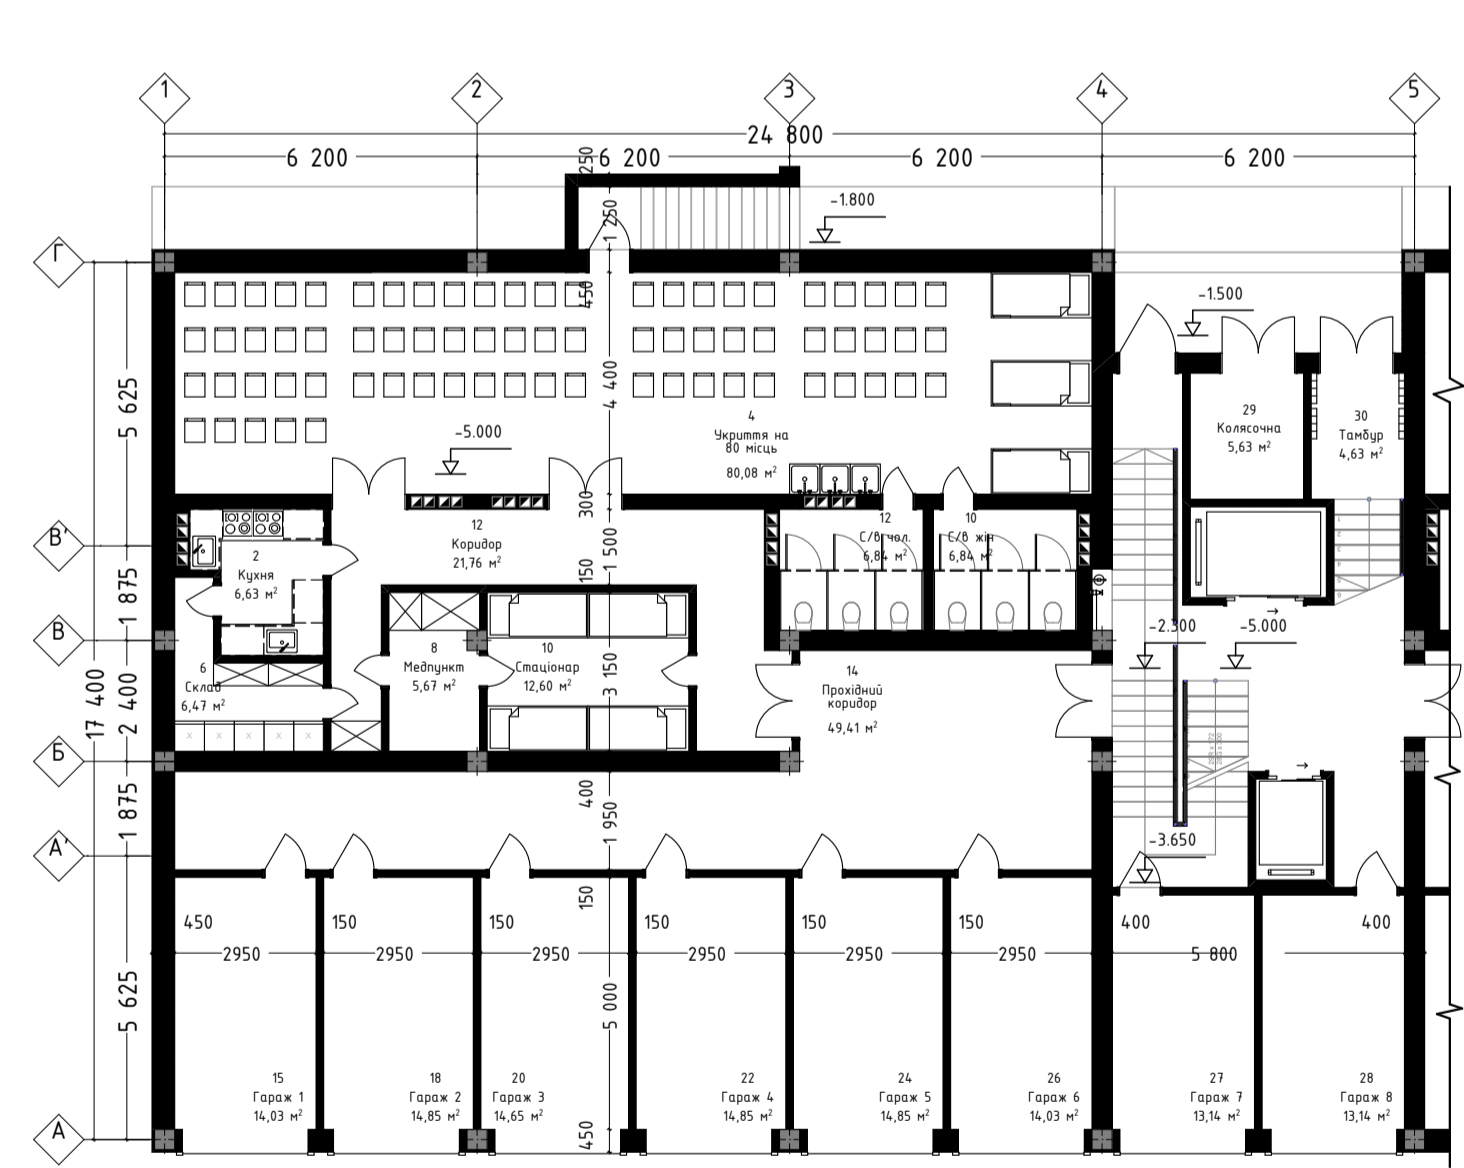 1
2
3
4
5
24 800
6 200
6 200
6 200
6 200
250
-1.800
1 250
Г
450
-1.500
5 625
4 400
29
Колясочна
5,63 м²
30
Тамбур
4,63 м²
4
Укриття на
80 місць
80,08 м²
-5.000
300
В'
12
Коридор
21,76 м²
12
С/В чол.
6,84 м²
10
С/В жін
6,84 м²
2
Кухня
6,63 м²
1 500
150
1 875
В
-2.300
-5.000
6
Склад
6,47 м²
8
Медпункт
5,67 м²
10
Стаціонар
12,60 м²
3 150
14
Прохідний
коридор
49,41 м²
17 400
2 400
x x x x x
Б
400
1 950
1 875
-3.650
А'
150
450
150
150
150
150
150
400
400
2950
2950
2950
2950
2950
2950
5 800
5 625
5 000
15
Гараж 1
14,03 м²
18
Гараж 2
14,85 м²
20
Гараж 3
14,65 м²
22
Гараж 4
14,85 м²
24
Гараж 5
14,85 м²
26
Гараж 6
14,03 м²
27
Гараж 7
13,14 м²
28
Гараж 8
13,14 м²
А
450